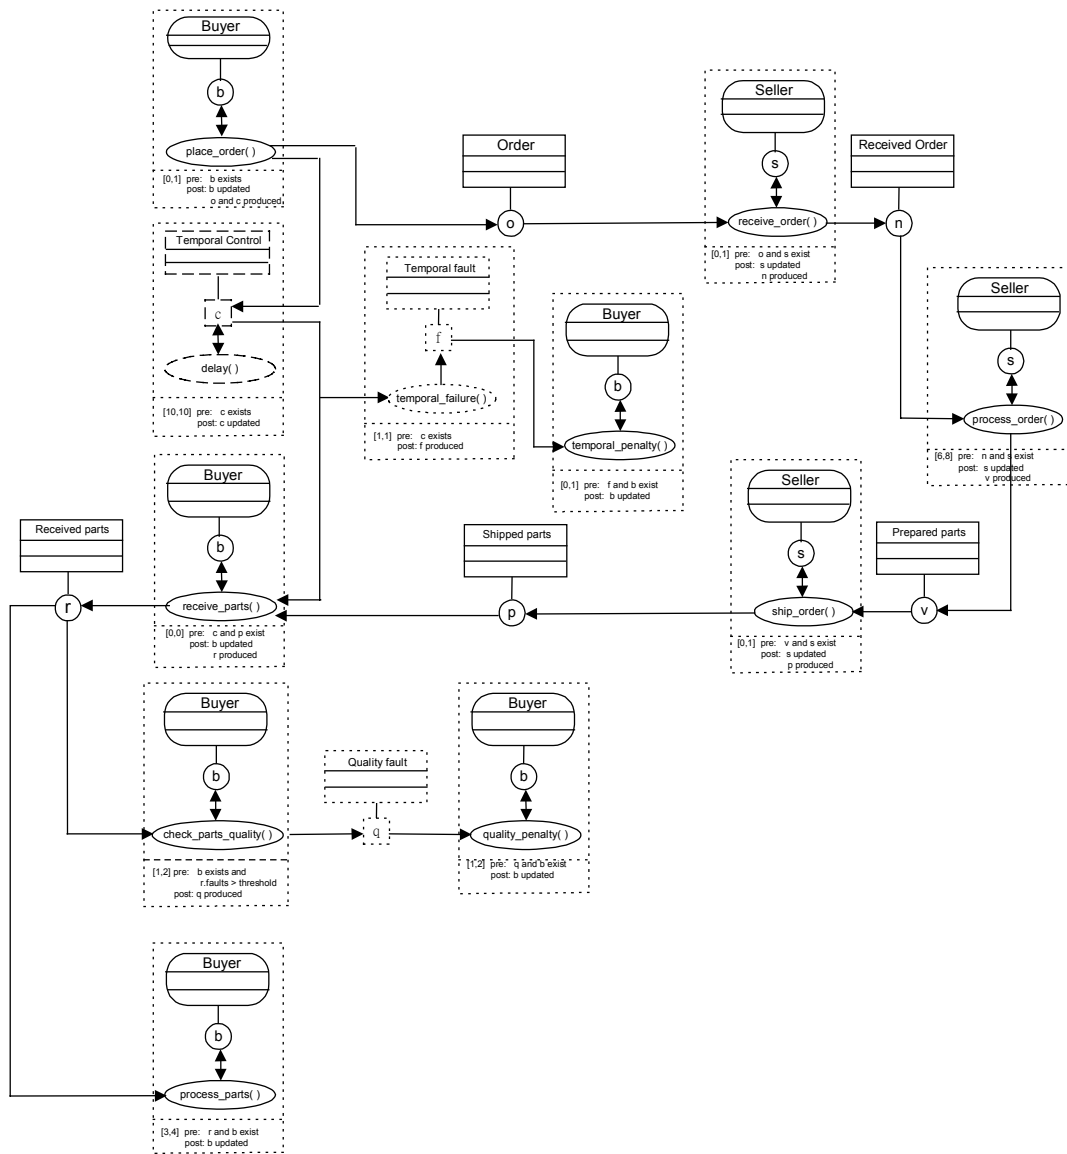 Buyer
b
place_order( )
[0,1] pre: b exists
post: b updated
o and c produced
Order
o
Seller
s
receive_order( )
[0,1] pre: o and s exist
post: s updated
n produced
Received Order
n
Temporal Control
c
delay( )
[10,10] pre: c exists
post: c updated
Temporal fault
f
temporal_failure( )
[1,1] pre: c exists
post: f produced
Buyer
b
temporal_penalty( )
[0,1] pre: f and b exist
post: b updated
Seller
s
process_order( )
[6,8] pre: n and s exist
post: s updated
v produced
Received parts
r
Buyer
b
receive_parts( )
[0,0] pre: c and p exist
post: b updated
r produced
Shipped parts
p
Seller
s
ship_order( )
[0,1] pre: v and s exist
post: s updated
p produced
Prepared parts
v
Buyer
b
check_parts_quality( )
[1,2] pre: b exists and
r.faults > threshold
post: q produced
Quality fault
q
Buyer
b
quality_penalty( )
[1,2] pre: q and b exist
post: b updated
Buyer
b
process_parts( )
[3,4] pre: r and b exist
post: b updated